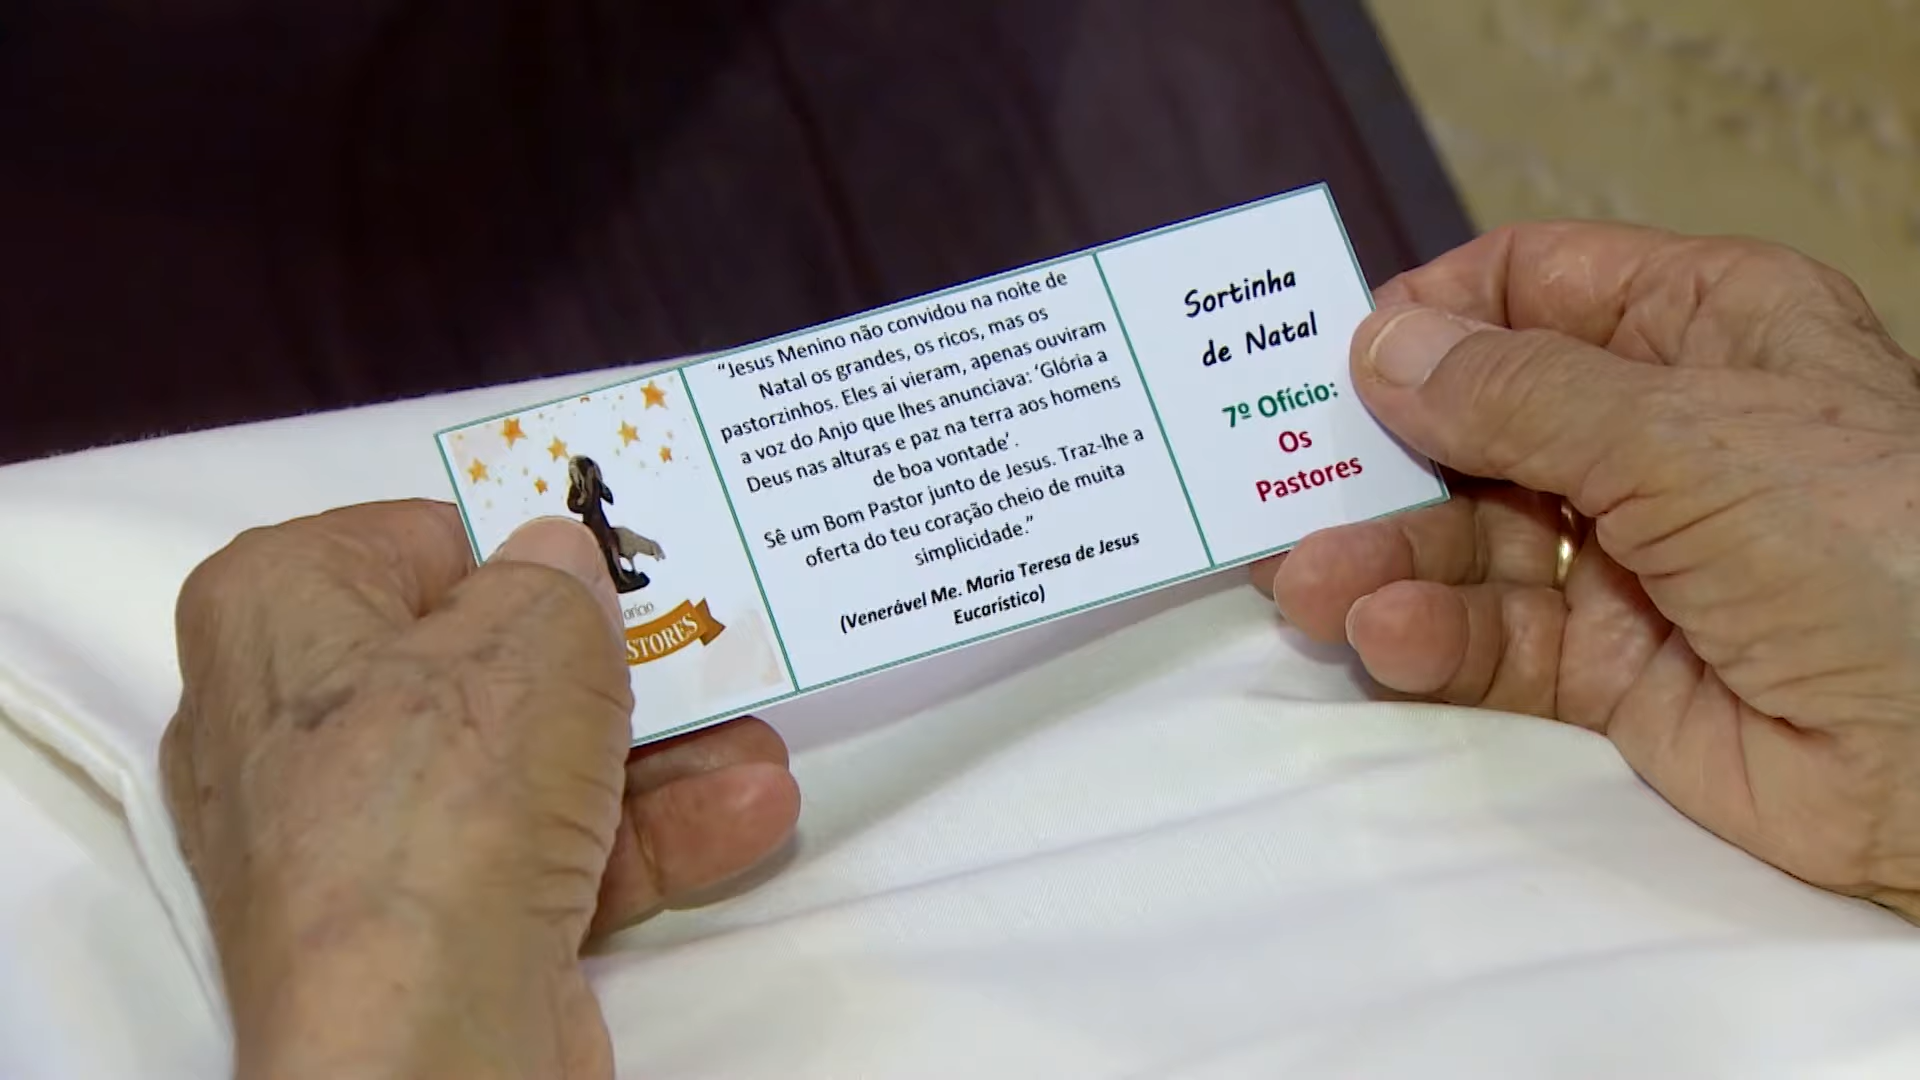 “Jesus Menino não convidou na noite de
Natal os grandes, os ricos, mas os
pastorzinhos. Eles aí vieram, apenas ouviram
a voz do Anjo que lhes anunciava: ‘Glória a
Deus nas alturas e paz na terra aos homens
de boa vontade’.
Sê um Bom Pastor junto de Jesus. Traz-lhe a
oferta do teu coração cheio de muita
simplicidade.”
(Venerável Me. Maria Teresa de Jesus
Eucarístico)
Sortinha
de Natal
7º Ofício:
Os
Pastores